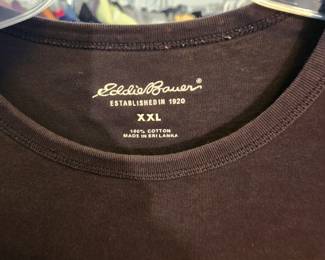 Eddie Bauer®
ESTABLISHED IN 1920
XXL
100% COTTON
MADE IN SRI LANKA